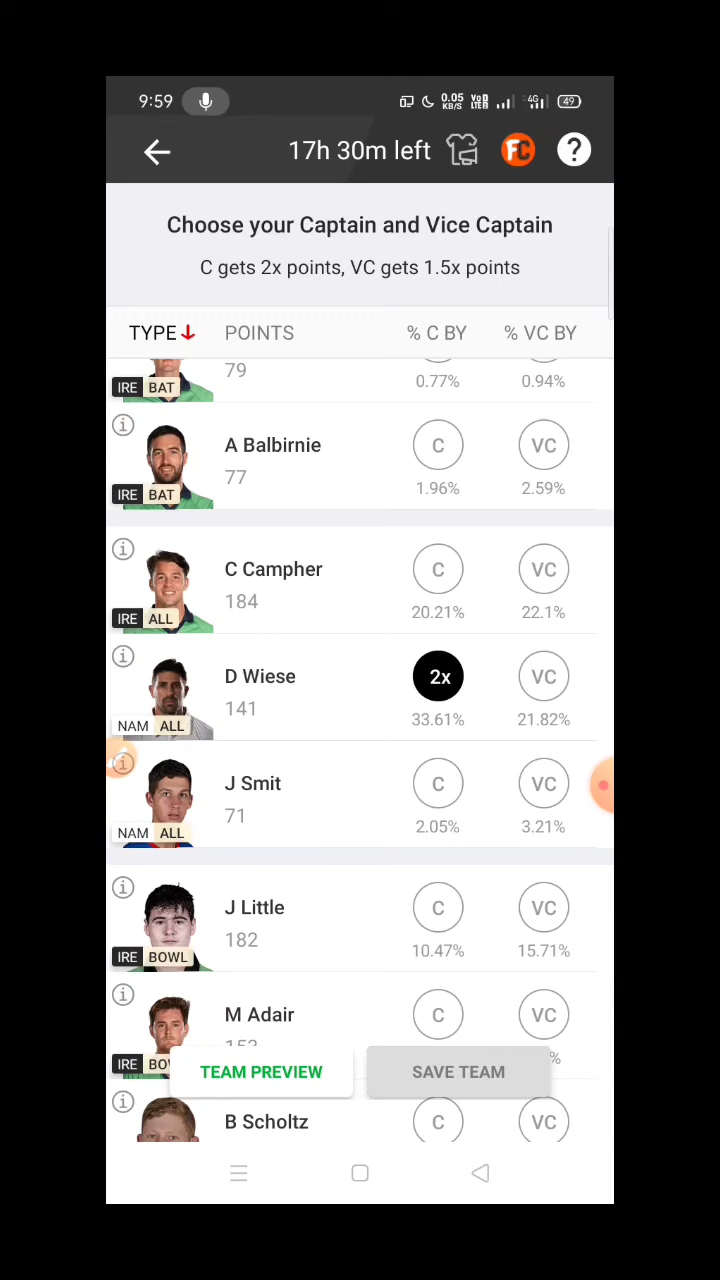 9:59 0.05 KB/S VoD LTE 4G 49
17h 30m left FC ?
Choose your Captain and Vice Captain
C gets 2x points, VC gets 1.5x points
TYPE POINTS % C BY % VC BY
79
0.77% 0.94%
IRE BAT
A Balbirnie C VC
77
1.96% 2.59%
IRE BAT
C Campher C VC
184
20.21% 22.1%
IRE ALL
D Wiese 2x VC
141
33.61% 21.82%
NAM ALL
J Smit C VC
71
2.05% 3.21%
NAM ALL
J Little C VC
182
10.47% 15.71%
IRE BOWL
M Adair C VC
%
IRE
TEAM PREVIEW SAVE TEAM
B Scholtz C VC